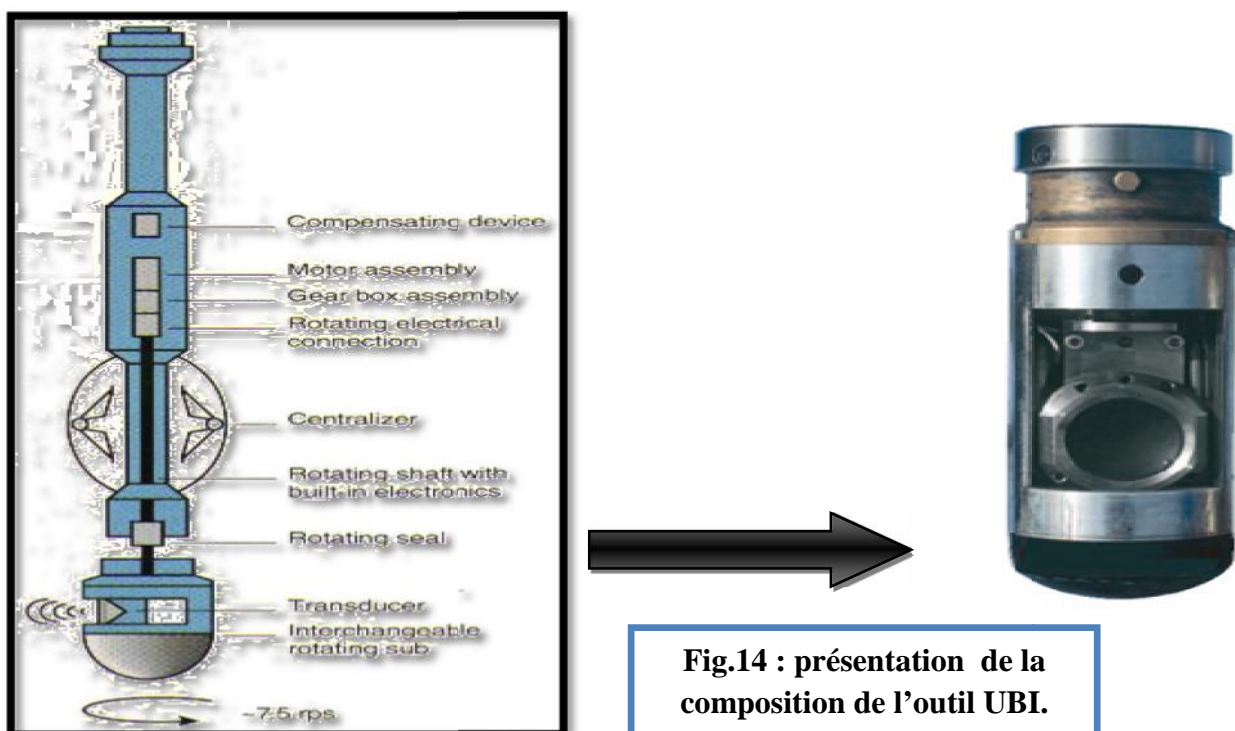 Compensating device
Motor assembly
Gear box assembly
Rotating electrical
connection
Centralizer
Rotating shaft with
built in electronics
Rotating seal
Transducer
Interchangeable
rotating sub
~7.5 rps
Fig.14 : présentation de la
composition de l’outil UBI.